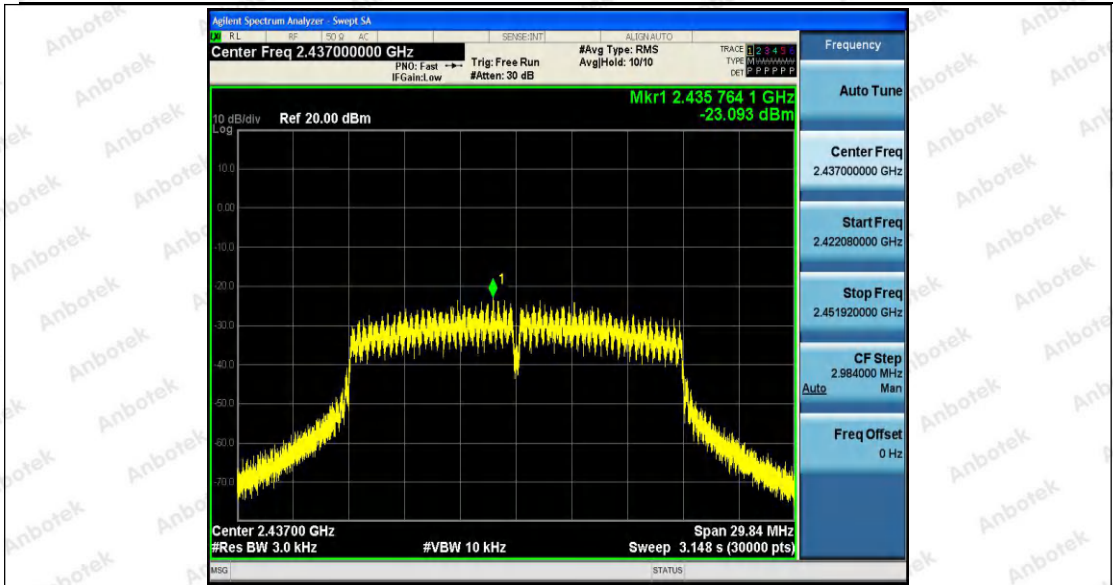 Agilent Spectrum Analyzer - Swept SA
RL RF 50 Ω AC SENSE:INT ALIGNAUTO
Center Freq 2.437000000 GHz
PNO: Fast
IFGain:Low
Trig: Free Run
#Atten: 30 dB
#Avg Type: RMS
Avg|Hold: 10/10
TRACE 1 2 3 4 5 6
TYPE M
DET P P P P P P
Mkr1 2.435 764 1 GHz
-23.093 dBm
10 dB/div Ref 20.00 dBm
Log
10.0
0.00
-10.0
-20.0
-30.0
-40.0
-50.0
-60.0
-70.0
1
Center 2.43700 GHz
Span 29.84 MHz
#Res BW 3.0 kHz
#VBW 10 kHz
Sweep 3.148 s (30000 pts)
MSG
STATUS
Frequency
Auto Tune
Center Freq
2.437000000 GHz
Start Freq
2.422080000 GHz
Stop Freq
2.451920000 GHz
CF Step
2.984000 MHz
Auto Man
Freq Offset
0 Hz
Anbotek